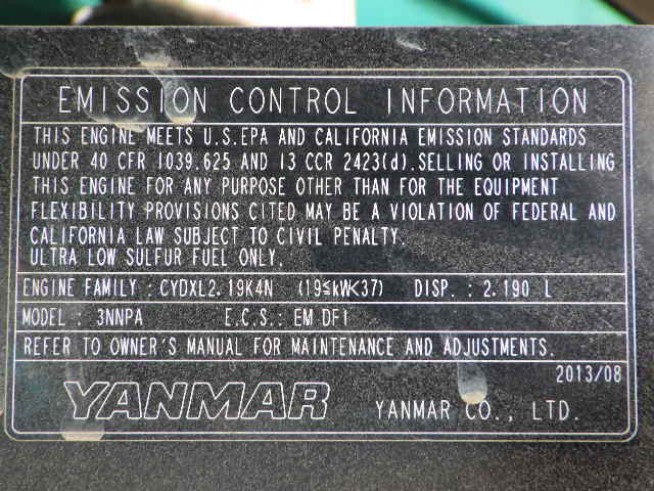 EMISSION CONTROL INFORMATION
THIS ENGINE MEETS U.S.EPA AND CALIFORNIA EMISSION STANDARDS
UNDER 40 CFR 1039.625 AND 13 CCR 2423(d).SELLING OR INSTALLING
THIS ENGINE FOR ANY PURPOSE OTHER THAN FOR THE EQUIPMENT
FLEXIBILITY PROVISIONS CITED MAY BE A VIOLATION OF FEDERAL AND
CALIFORNIA LAW SUBJECT TO CIVIL PENALTY.
ULTRA LOW SULFUR FUEL ONLY.
ENGINE FAMILY : CYDXL2.19K4N (19≤kW<37) DISP. : 2.190 L
MODEL : 3NNPA E.C.S.: EM DFI
REFER TO OWNER'S MANUAL FOR MAINTENANCE AND ADJUSTMENTS.
2013/08
YANMAR YANMAR CO., LTD.